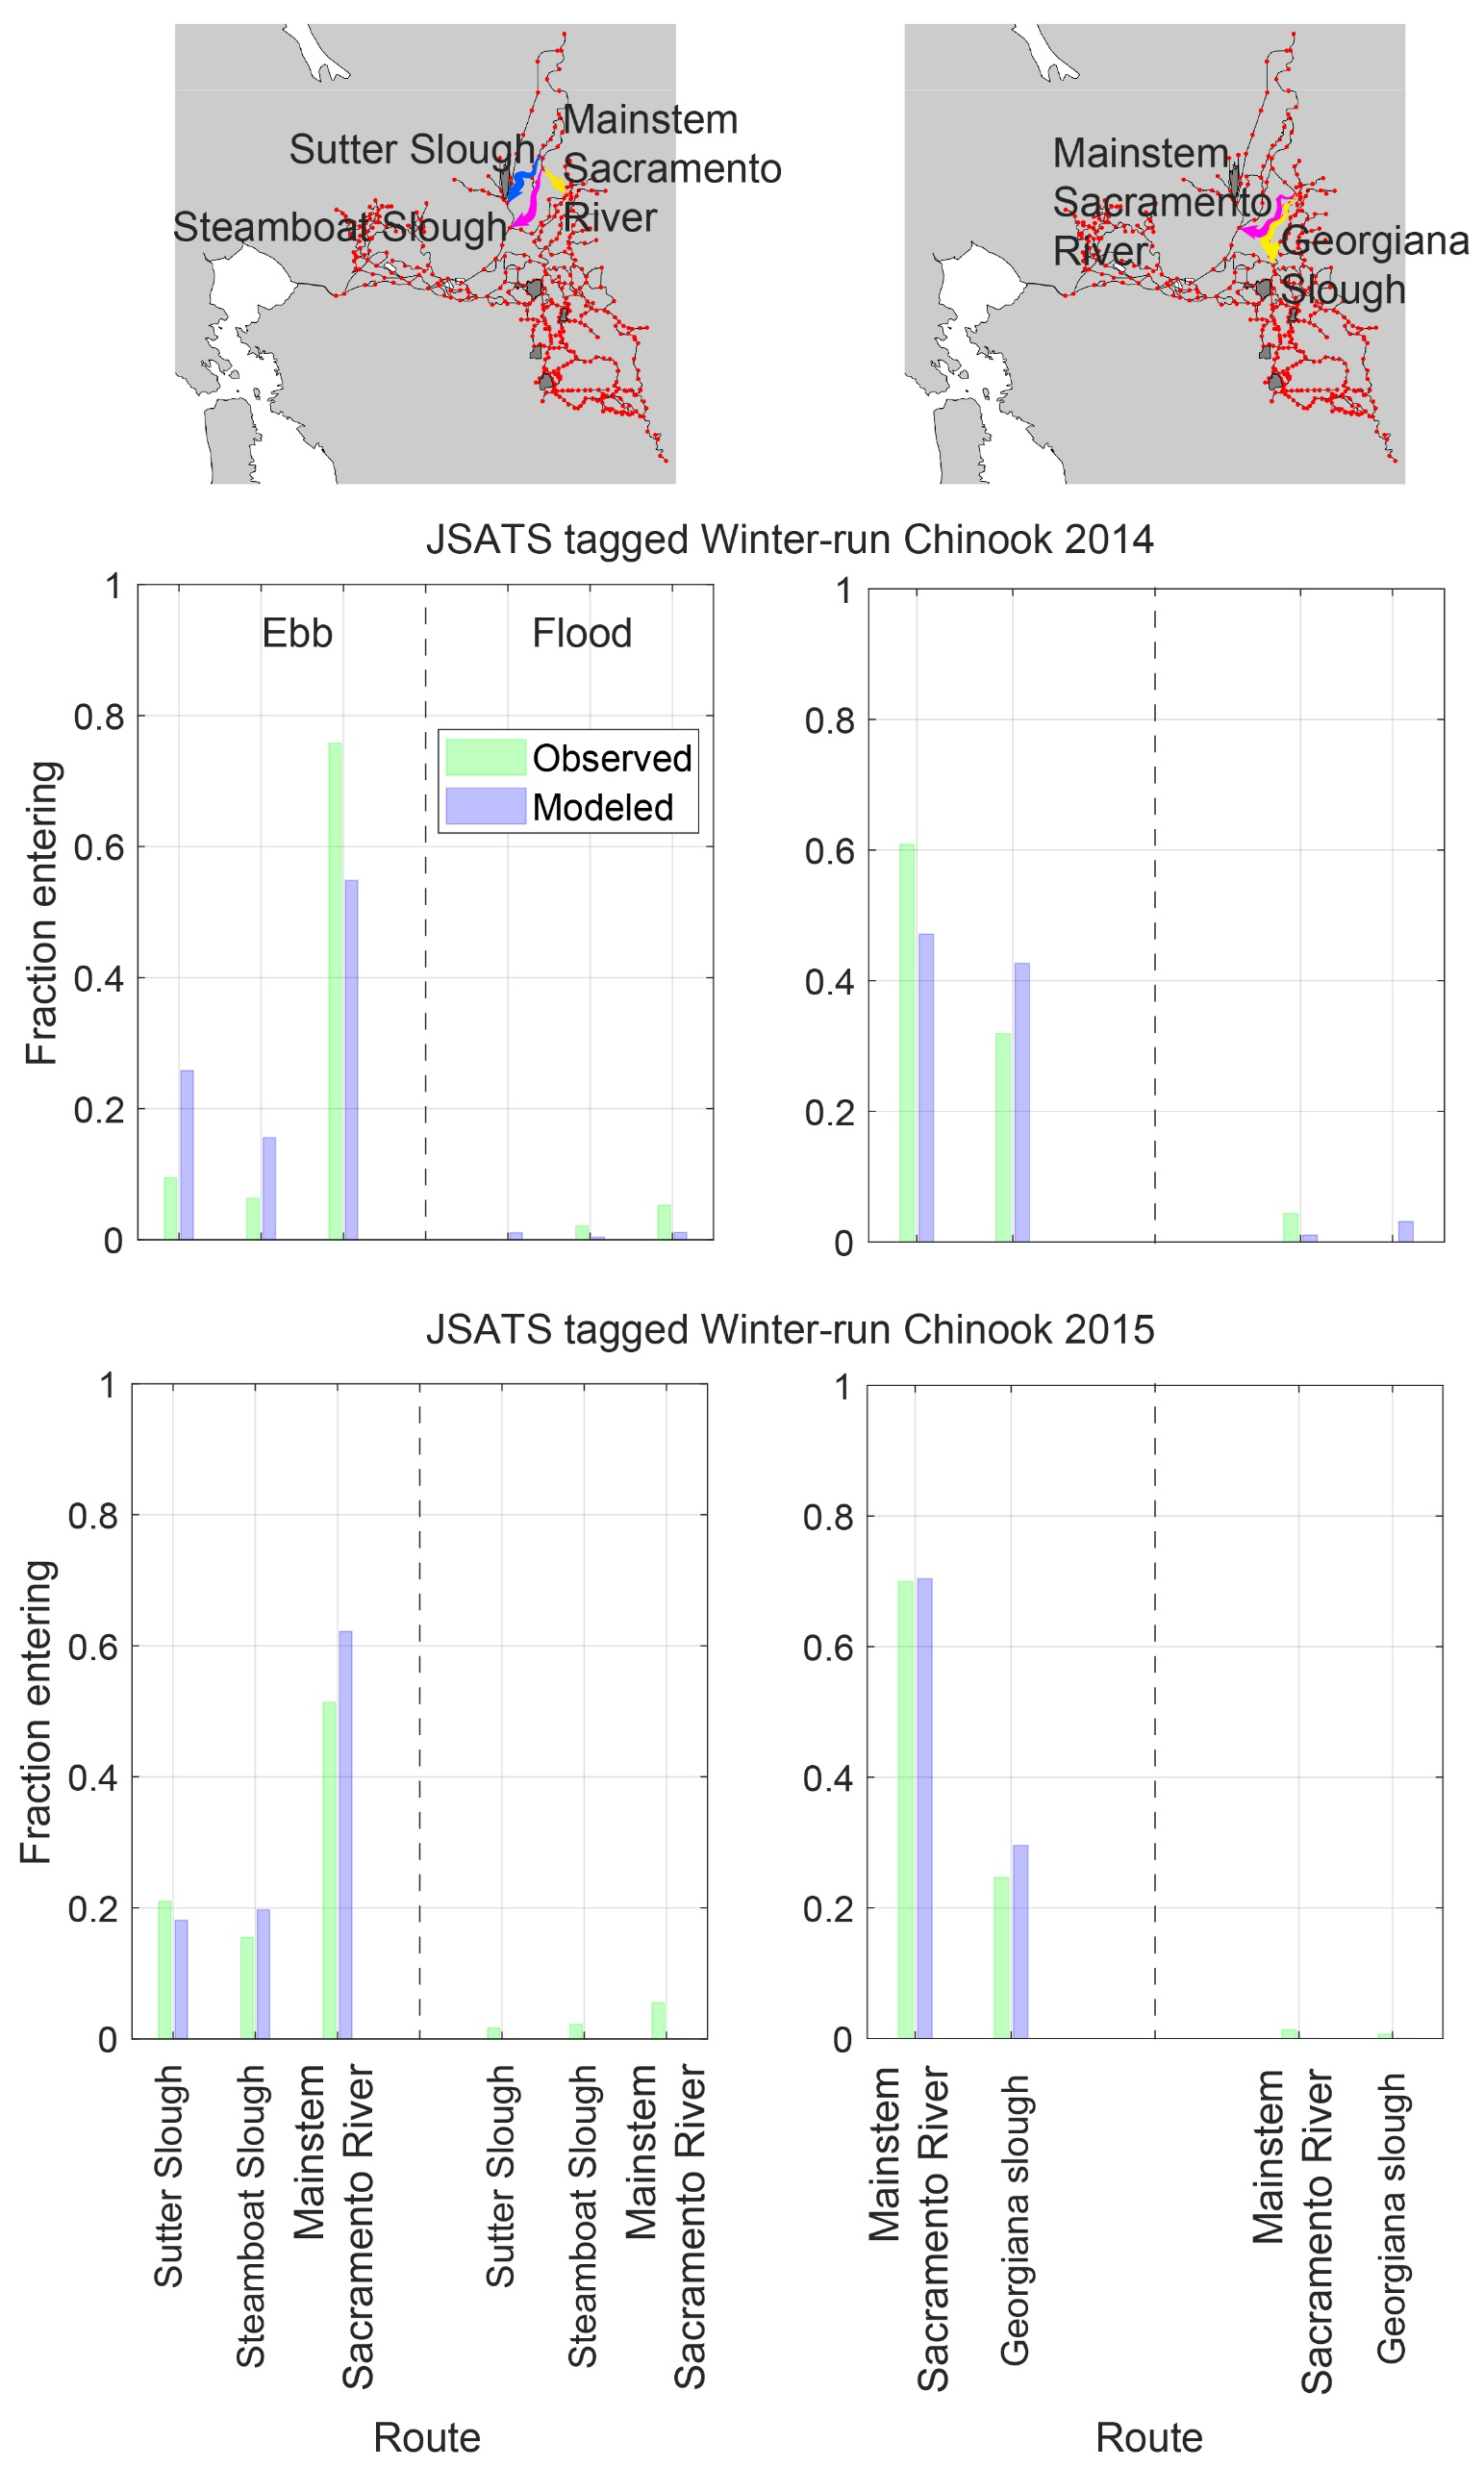 Mainstem
Sutter Slough
Sacramento
Steamboat Slough
River
Mainstem
Sacramento
River
Georgiana
Slough
JSATS tagged Winter-run Chinook 2014
Fraction entering
1
0.8
0.6
0.4
0.2
0
Ebb
Flood
Observed
Modeled
1
0.8
0.6
0.4
0.2
0
JSATS tagged Winter-run Chinook 2015
Fraction entering
1
0.8
0.6
0.4
0.2
0
Sutter Slough
Steamboat Slough
Mainstem
Sacramento River
Sutter Slough
Steamboat Slough
Mainstem
Sacramento River
Route
1
0.8
0.6
0.4
0.2
0
Mainstem
Sacramento River
Georgiana slough
Mainstem
Sacramento River
Georgiana slough
Route